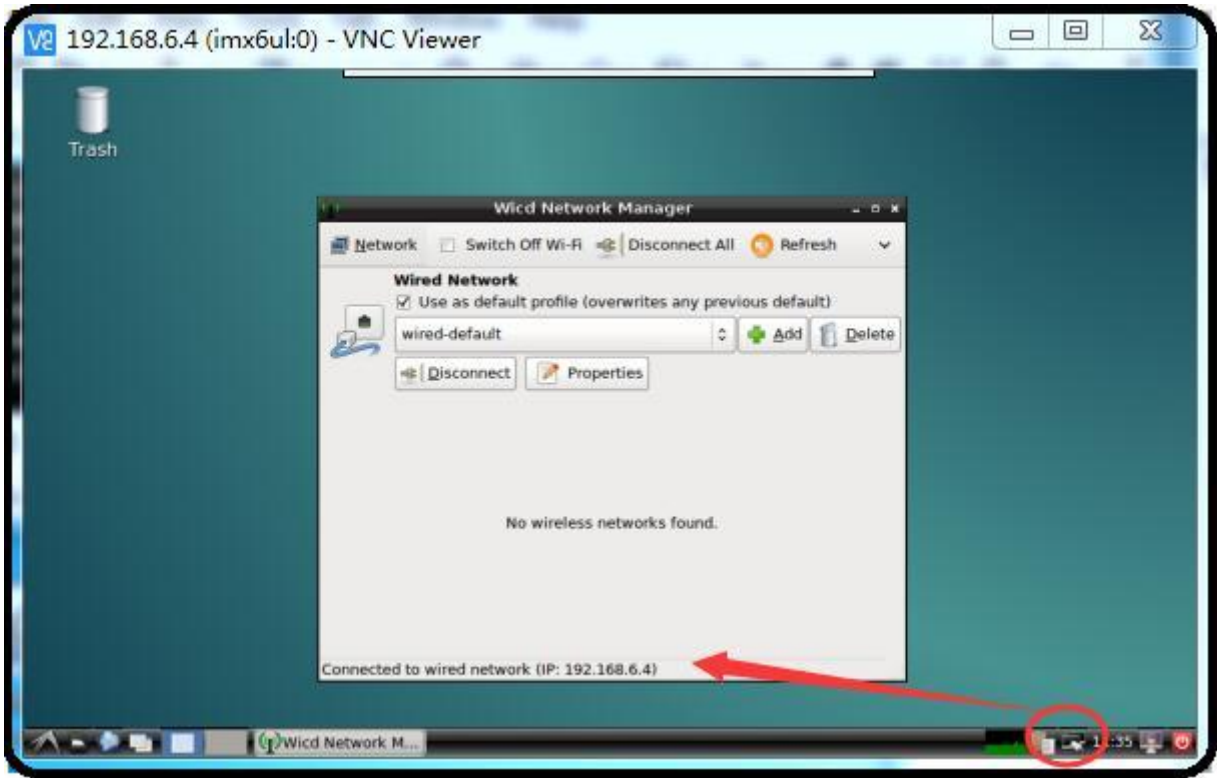 V2 192.168.6.4 (imx6ul:0) - VNC Viewer
Trash
Wicd Network Manager
Network Switch Off Wi-Fi Disconnect All Refresh
Wired Network
Use as default profile (overwrites any previous default)
wired-default Add Delete
Disconnect Properties
No wireless networks found.
Connected to wired network (IP: 192.168.6.4)
Wicd Network M...